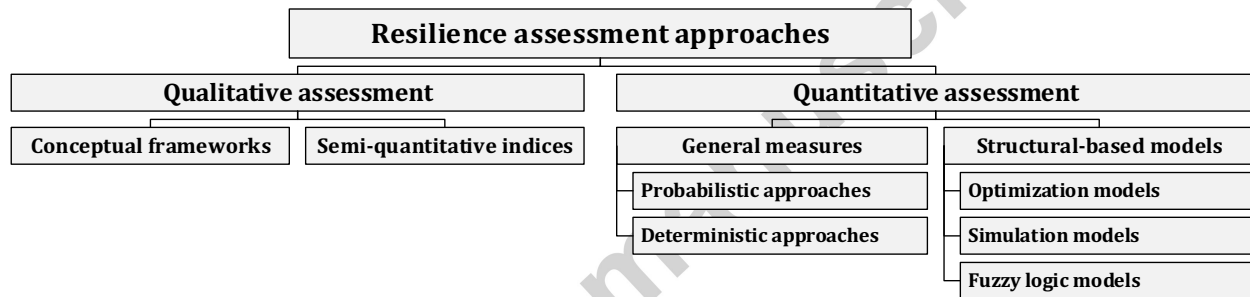 Resilience assessment approaches
Qualitative assessment
Quantitative assessment
Conceptual frameworks
Semi-quantitative indices
General measures
Structural-based models
Probabilistic approaches
Optimization models
Deterministic approaches
Simulation models
Fuzzy logic models